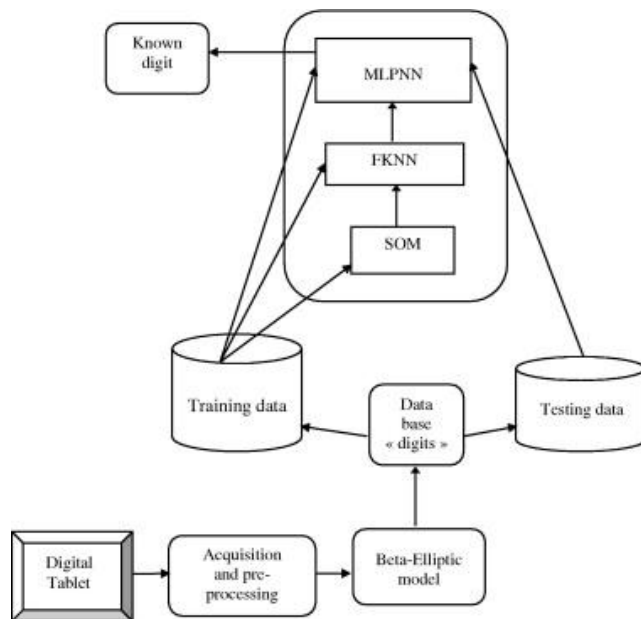 Known
digit
MLPNN
FKNN
SOM
Training data
Data
base
« digits »
Testing data
Digital
Tablet
Acquisition
and pre-
processing
Beta-Elliptic
model